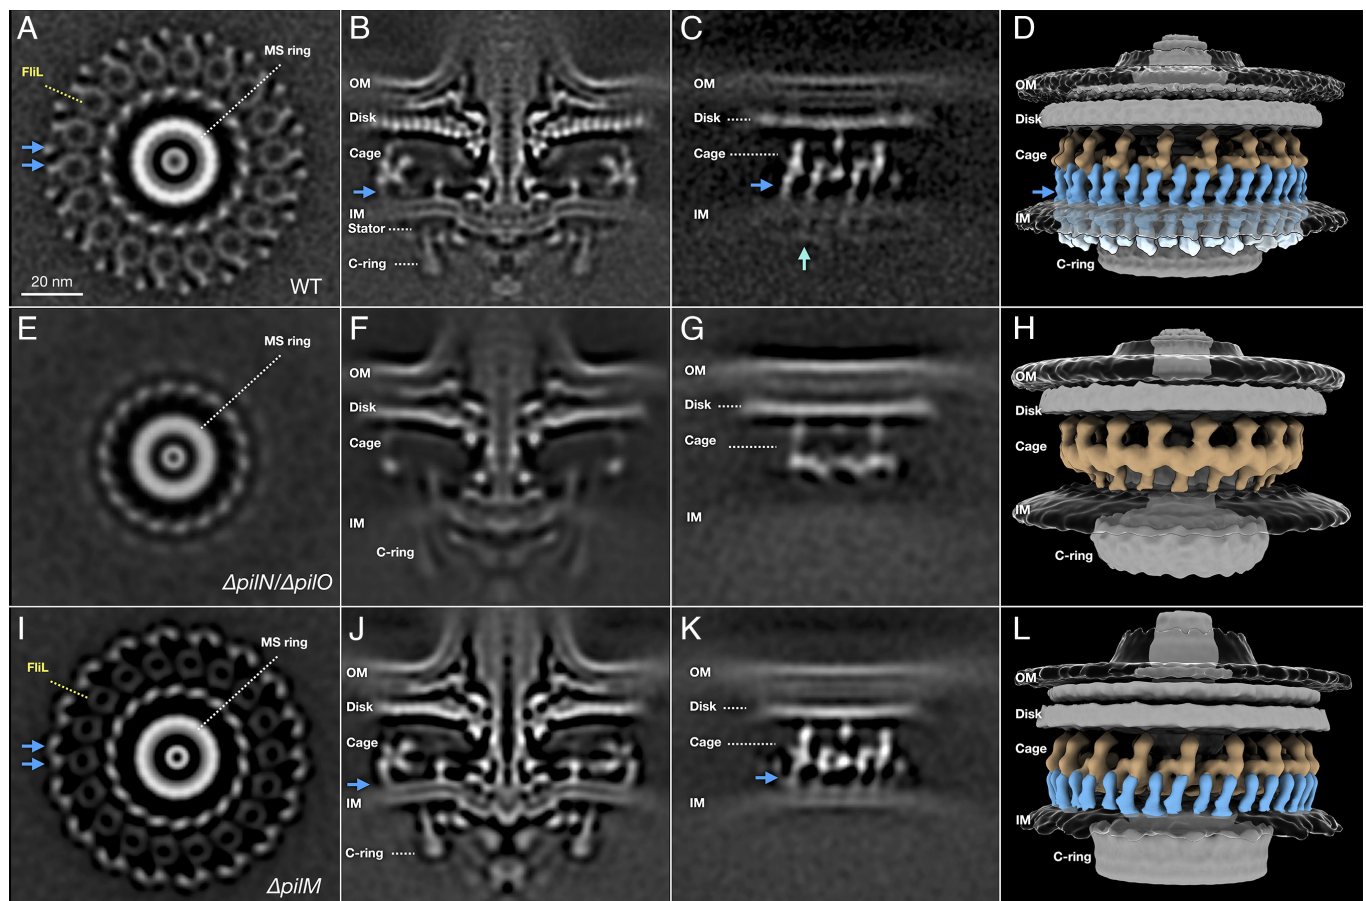 A
MS ring
FliL
20 nm
WT
B
OM
Disk
Cage
IM
Stator
C-ring
C
OM
Disk
Cage
IM
D
OM
Disk
Cage
IM
C-ring
E
MS ring
ΔpilN/ΔpilO
F
OM
Disk
Cage
IM
C-ring
G
OM
Disk
Cage
IM
H
OM
Disk
Cage
IM
C-ring
I
MS ring
FliL
ΔpilM
J
OM
Disk
Cage
IM
C-ring
K
OM
Disk
Cage
IM
L
OM
Disk
Cage
IM
C-ring